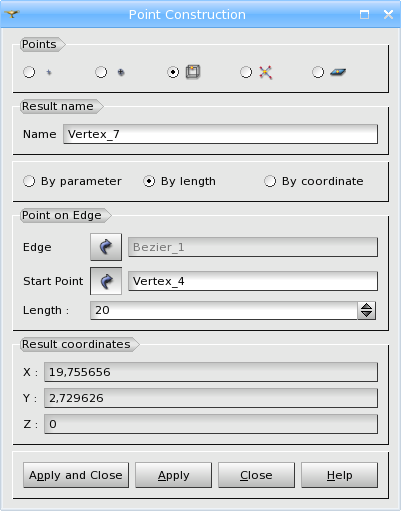 Point Construction
Points
Result name
Name Vertex_7
By parameter By length By coordinate
Point on Edge
Edge Bezier_1
Start Point Vertex_4
Length : 20
Result coordinates
X : 19,755656
Y : 2,729626
Z : 0
Apply and Close Apply Close Help